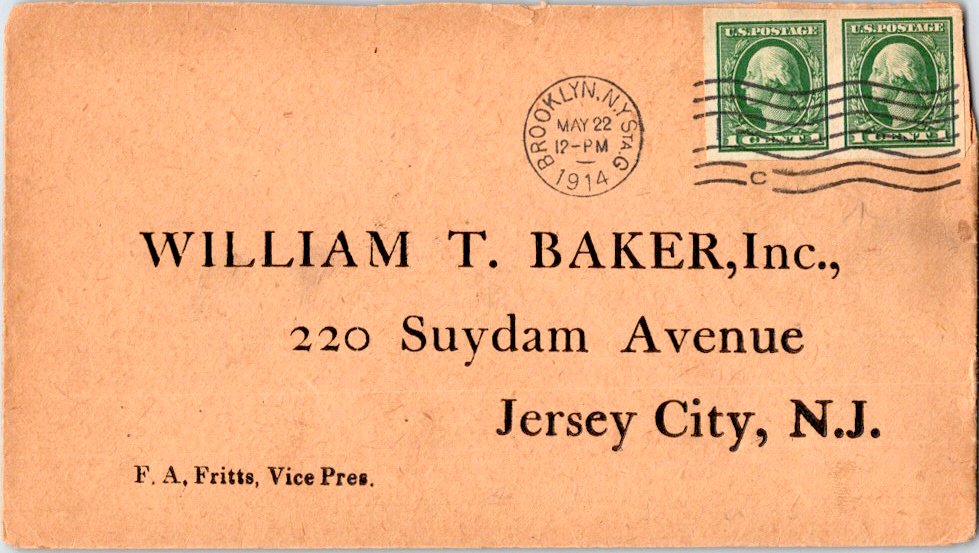 U.S. POSTAGE U.S. POSTAGE
1 CENT 1 1 CENT 1
BROOKLYN, N.Y. STA. G
MAY 22
12-PM
1914
C
WILLIAM T. BAKER, Inc.,
220 Suydam Avenue
Jersey City, N.J.
F. A, Fritts, Vice Pres.